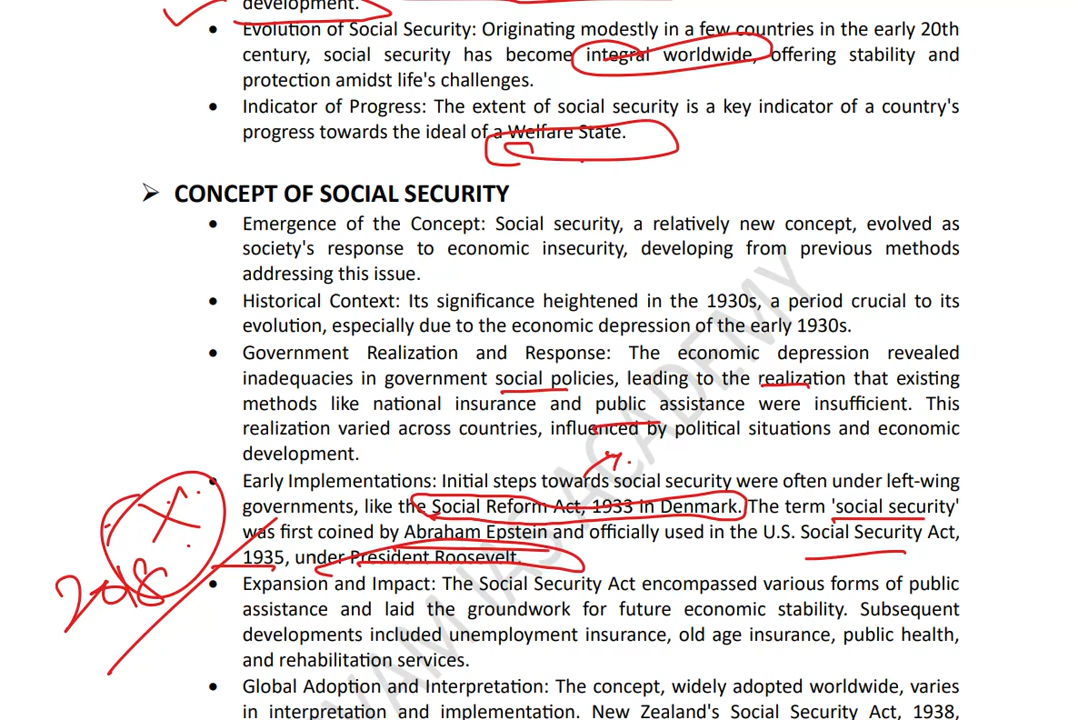 development.
• Evolution of Social Security: Originating modestly in a few countries in the early 20th
century, social security has become integral worldwide, offering stability and
protection amidst life's challenges.
• Indicator of Progress: The extent of social security is a key indicator of a country's
progress towards the ideal of a Welfare State.
➢ CONCEPT OF SOCIAL SECURITY
• Emergence of the Concept: Social security, a relatively new concept, evolved as
society's response to economic insecurity, developing from previous methods
addressing this issue.
• Historical Context: Its significance heightened in the 1930s, a period crucial to its
evolution, especially due to the economic depression of the early 1930s.
• Government Realization and Response: The economic depression revealed
inadequacies in government social policies, leading to the realization that existing
methods like national insurance and public assistance were insufficient. This
realization varied across countries, influenced by political situations and economic
development.
• Early Implementations: Initial steps towards social security were often under left-wing
governments, like the Social Reform Act, 1933 in Denmark. The term 'social security'
was first coined by Abraham Epstein and officially used in the U.S. Social Security Act,
1935, under President Roosevelt.
2018
• Expansion and Impact: The Social Security Act encompassed various forms of public
assistance and laid the groundwork for future economic stability. Subsequent
developments included unemployment insurance, old age insurance, public health,
and rehabilitation services.
• Global Adoption and Interpretation: The concept, widely adopted worldwide, varies
in interpretation and implementation. New Zealand's Social Security Act, 1938,
YAM IAS ACADEMY